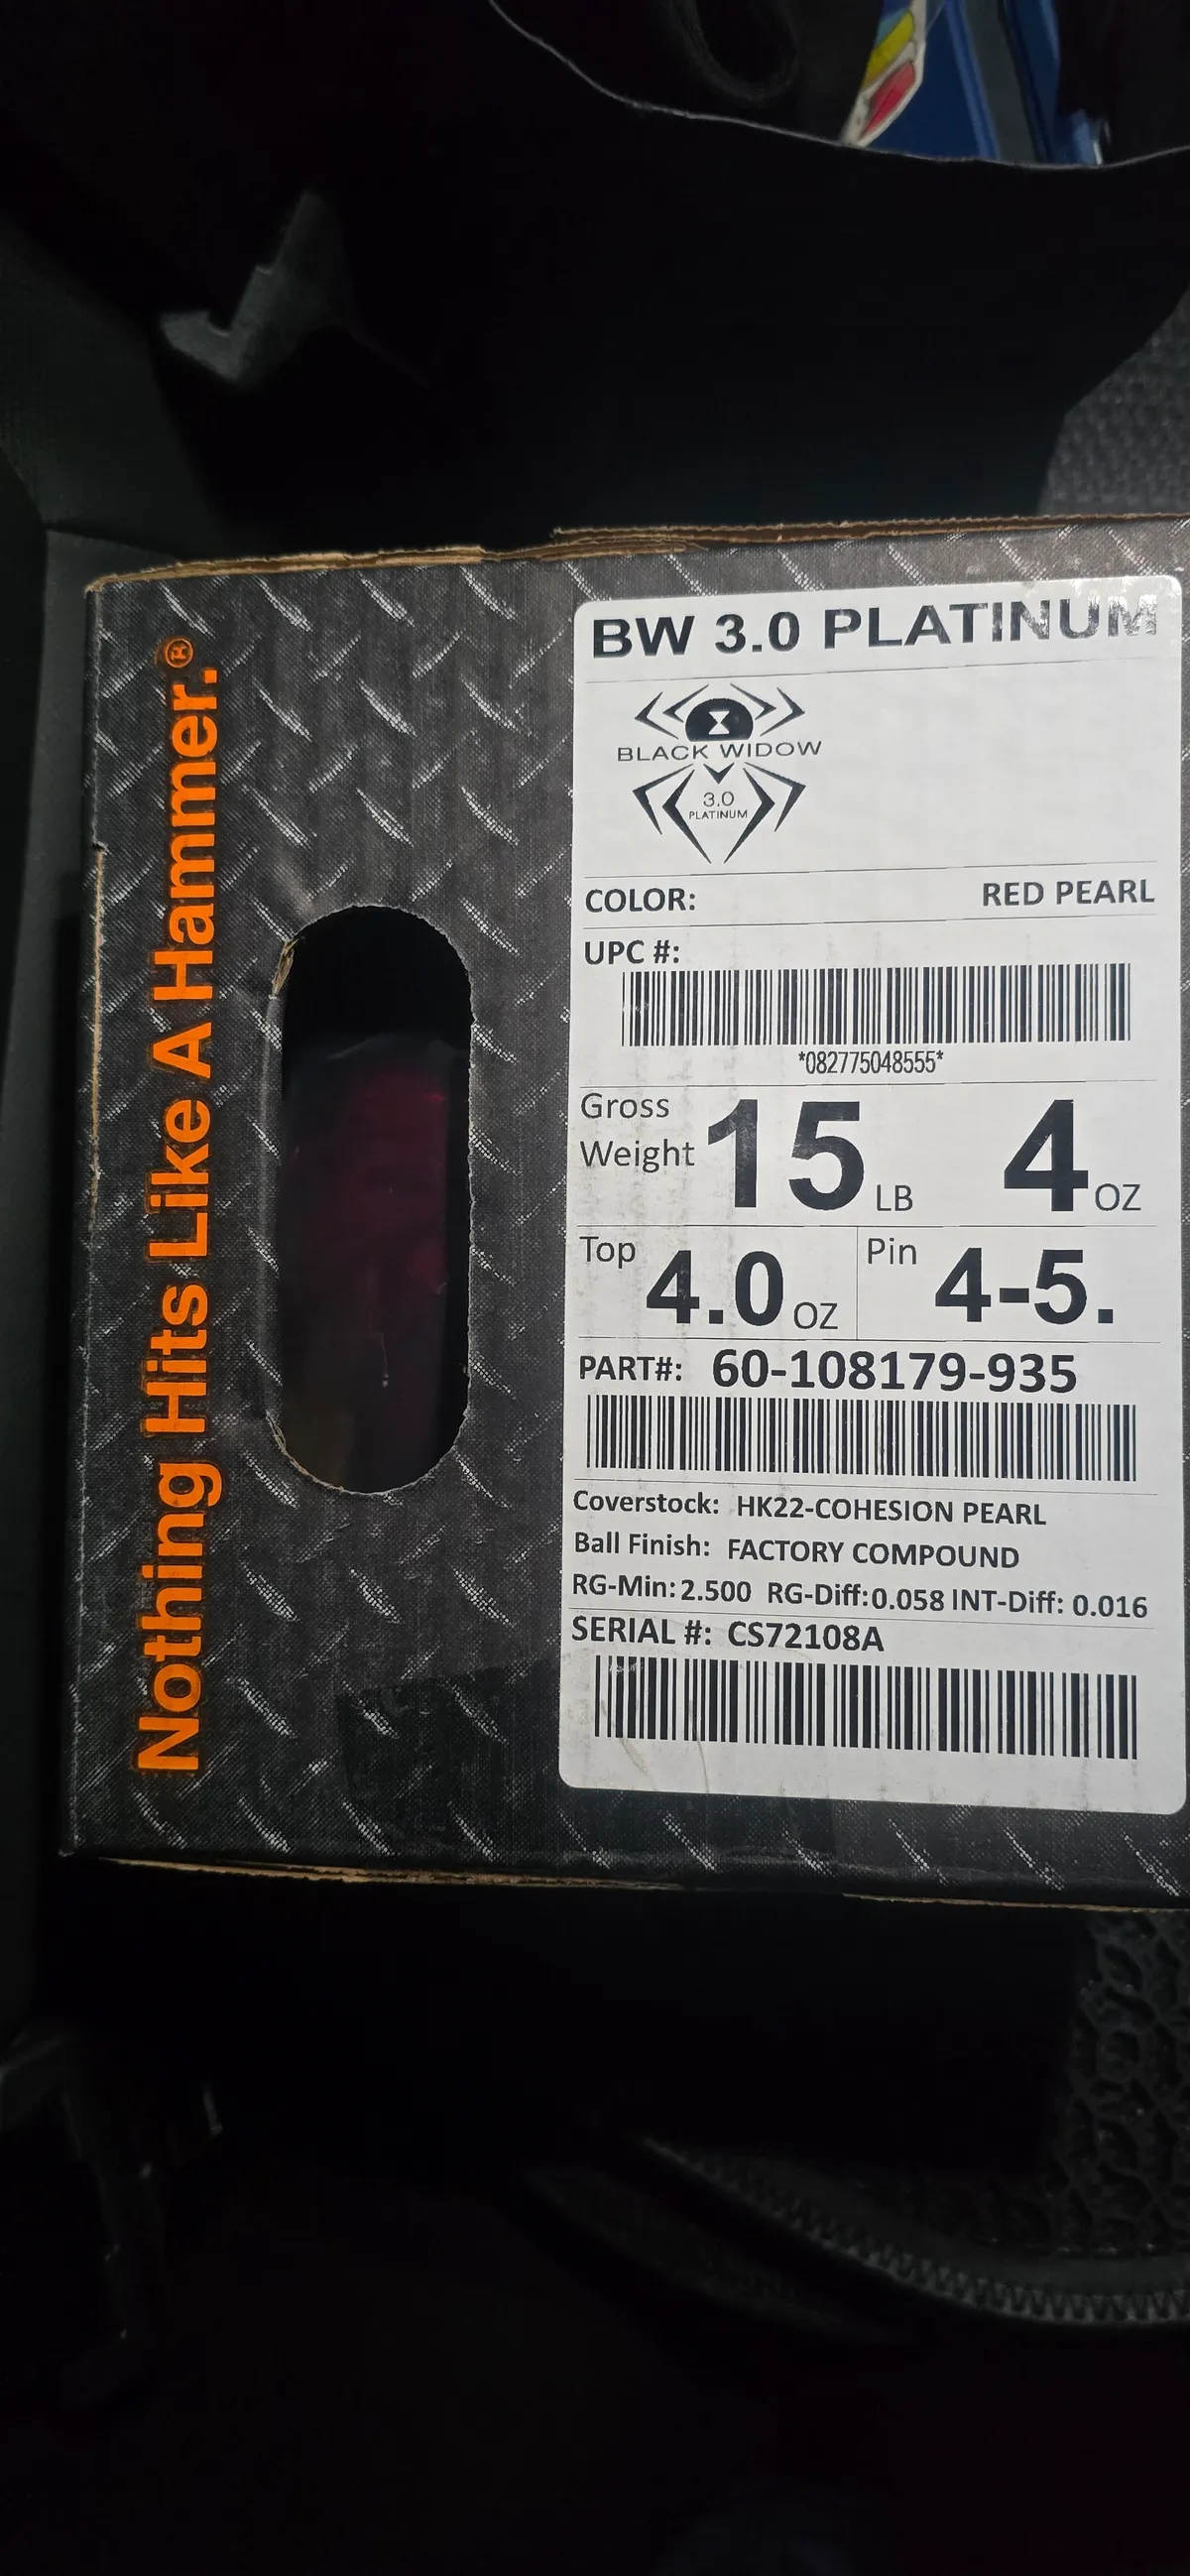 Nothing Hits Like A Hammer.®
BW 3.0 PLATINUM
BLACK WIDOW
3.0
PLATINUM
COLOR: RED PEARL
UPC #:
*082775048555*
Gross Weight 15 LB 4 OZ
Top 4.0 OZ Pin 4-5.
PART#: 60-108179-935
Coverstock: HK22-COHESION PEARL
Ball Finish: FACTORY COMPOUND
RG-Min: 2.500 RG-Diff: 0.058 INT-Diff: 0.016
SERIAL #: CS72108A